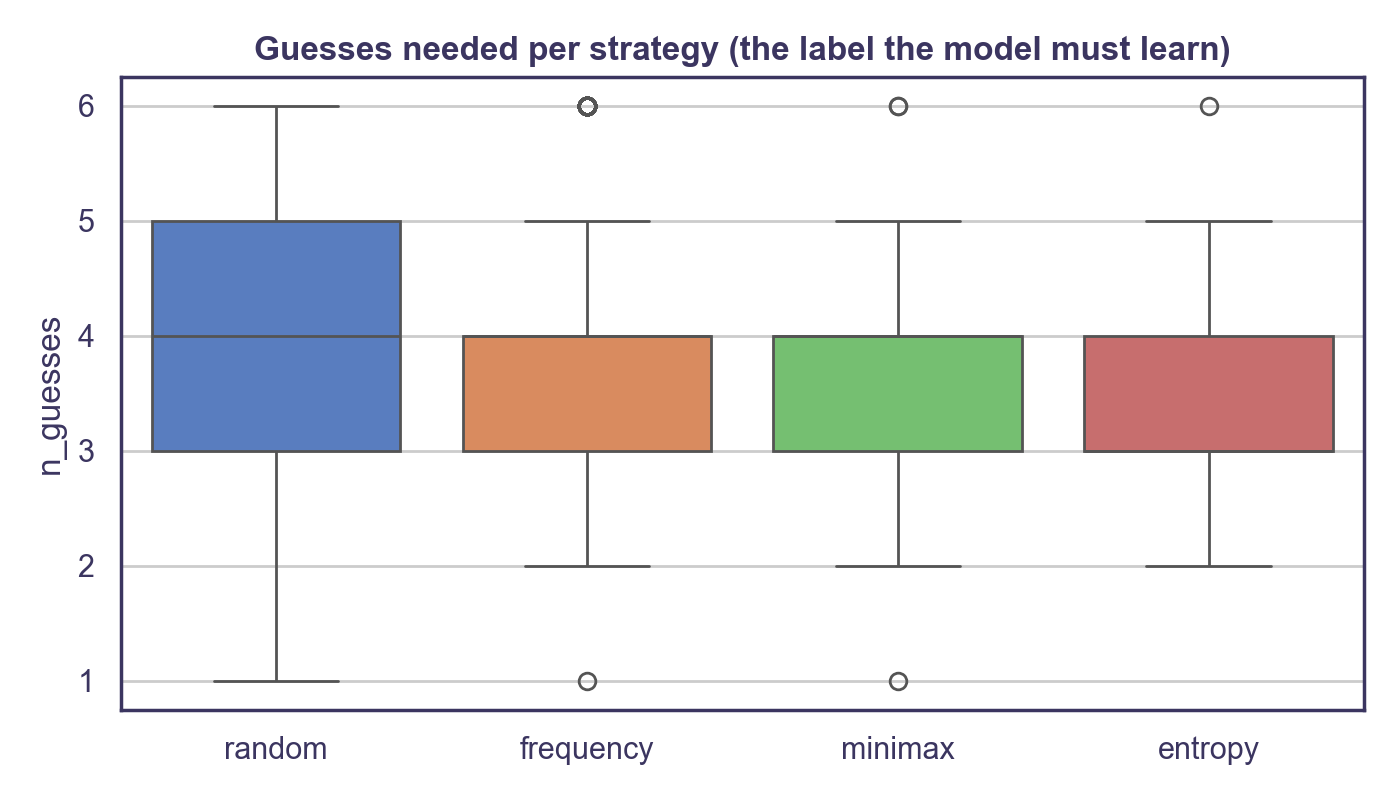 Guesses needed per strategy (the label the model must learn)
n_guesses
6
5
4
3
2
1
random frequency minimax entropy